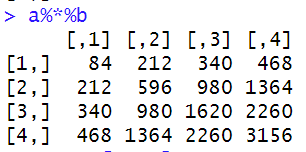 > a%*%b
[,1] [,2] [,3] [,4]
[1,] 84 212 340 468
[2,] 212 596 980 1364
[3,] 340 980 1620 2260
[4,] 468 1364 2260 3156